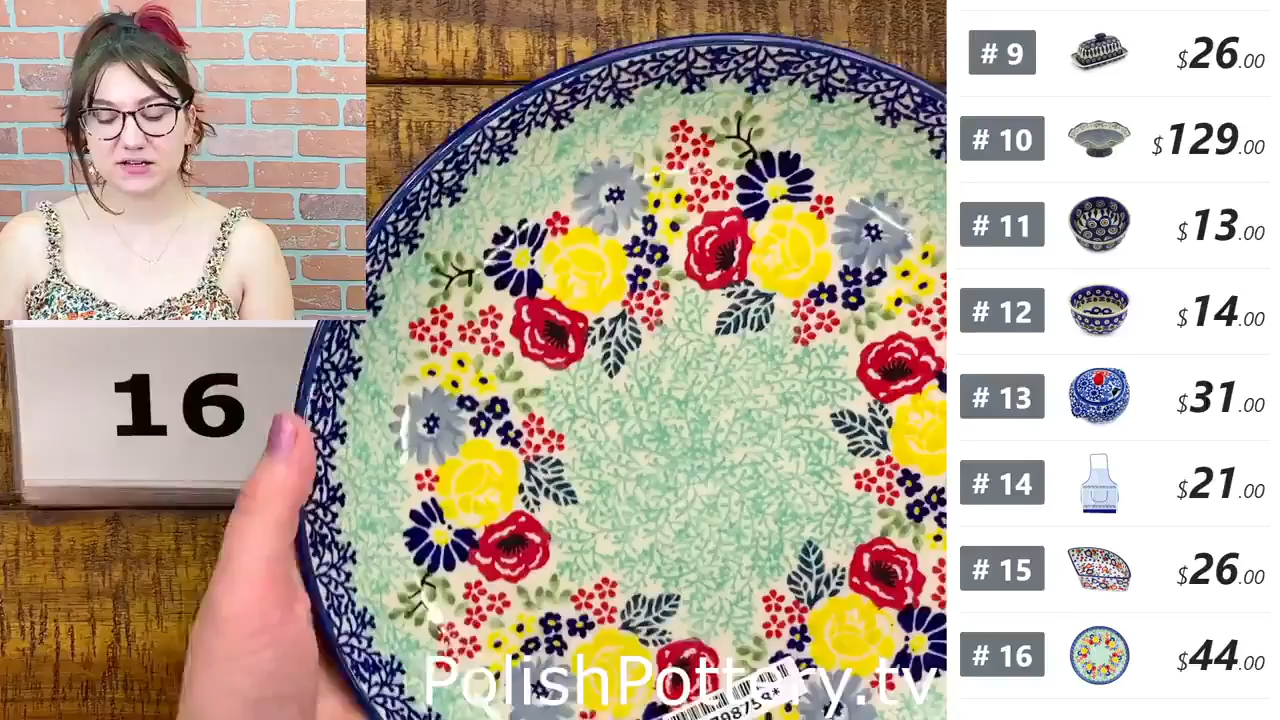 16
PolishPottery.tv
# 9 $26.00
# 10 $129.00
# 11 $13.00
# 12 $14.00
# 13 $31.00
# 14 $21.00
# 15 $26.00
# 16 $44.00